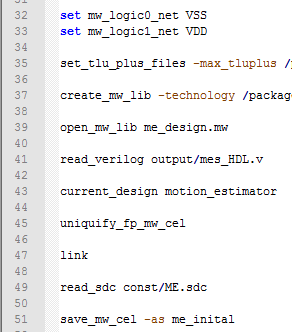 32 set mw_logic0_net VSS
33 set mw_logic1_net VDD
34
35 set_tlu_plus_files -max_tluplus /
36
37 create_mw_lib -technology /packag
38
39 open_mw_lib me_design.mw
40
41 read_verilog output/mes_HDL.v
42
43 current_design motion_estimator
44
45 uniquify_fp_mw_cel
46
47 link
48
49 read_sdc const/ME.sdc
50
51 save_mw_cel -as me_inital